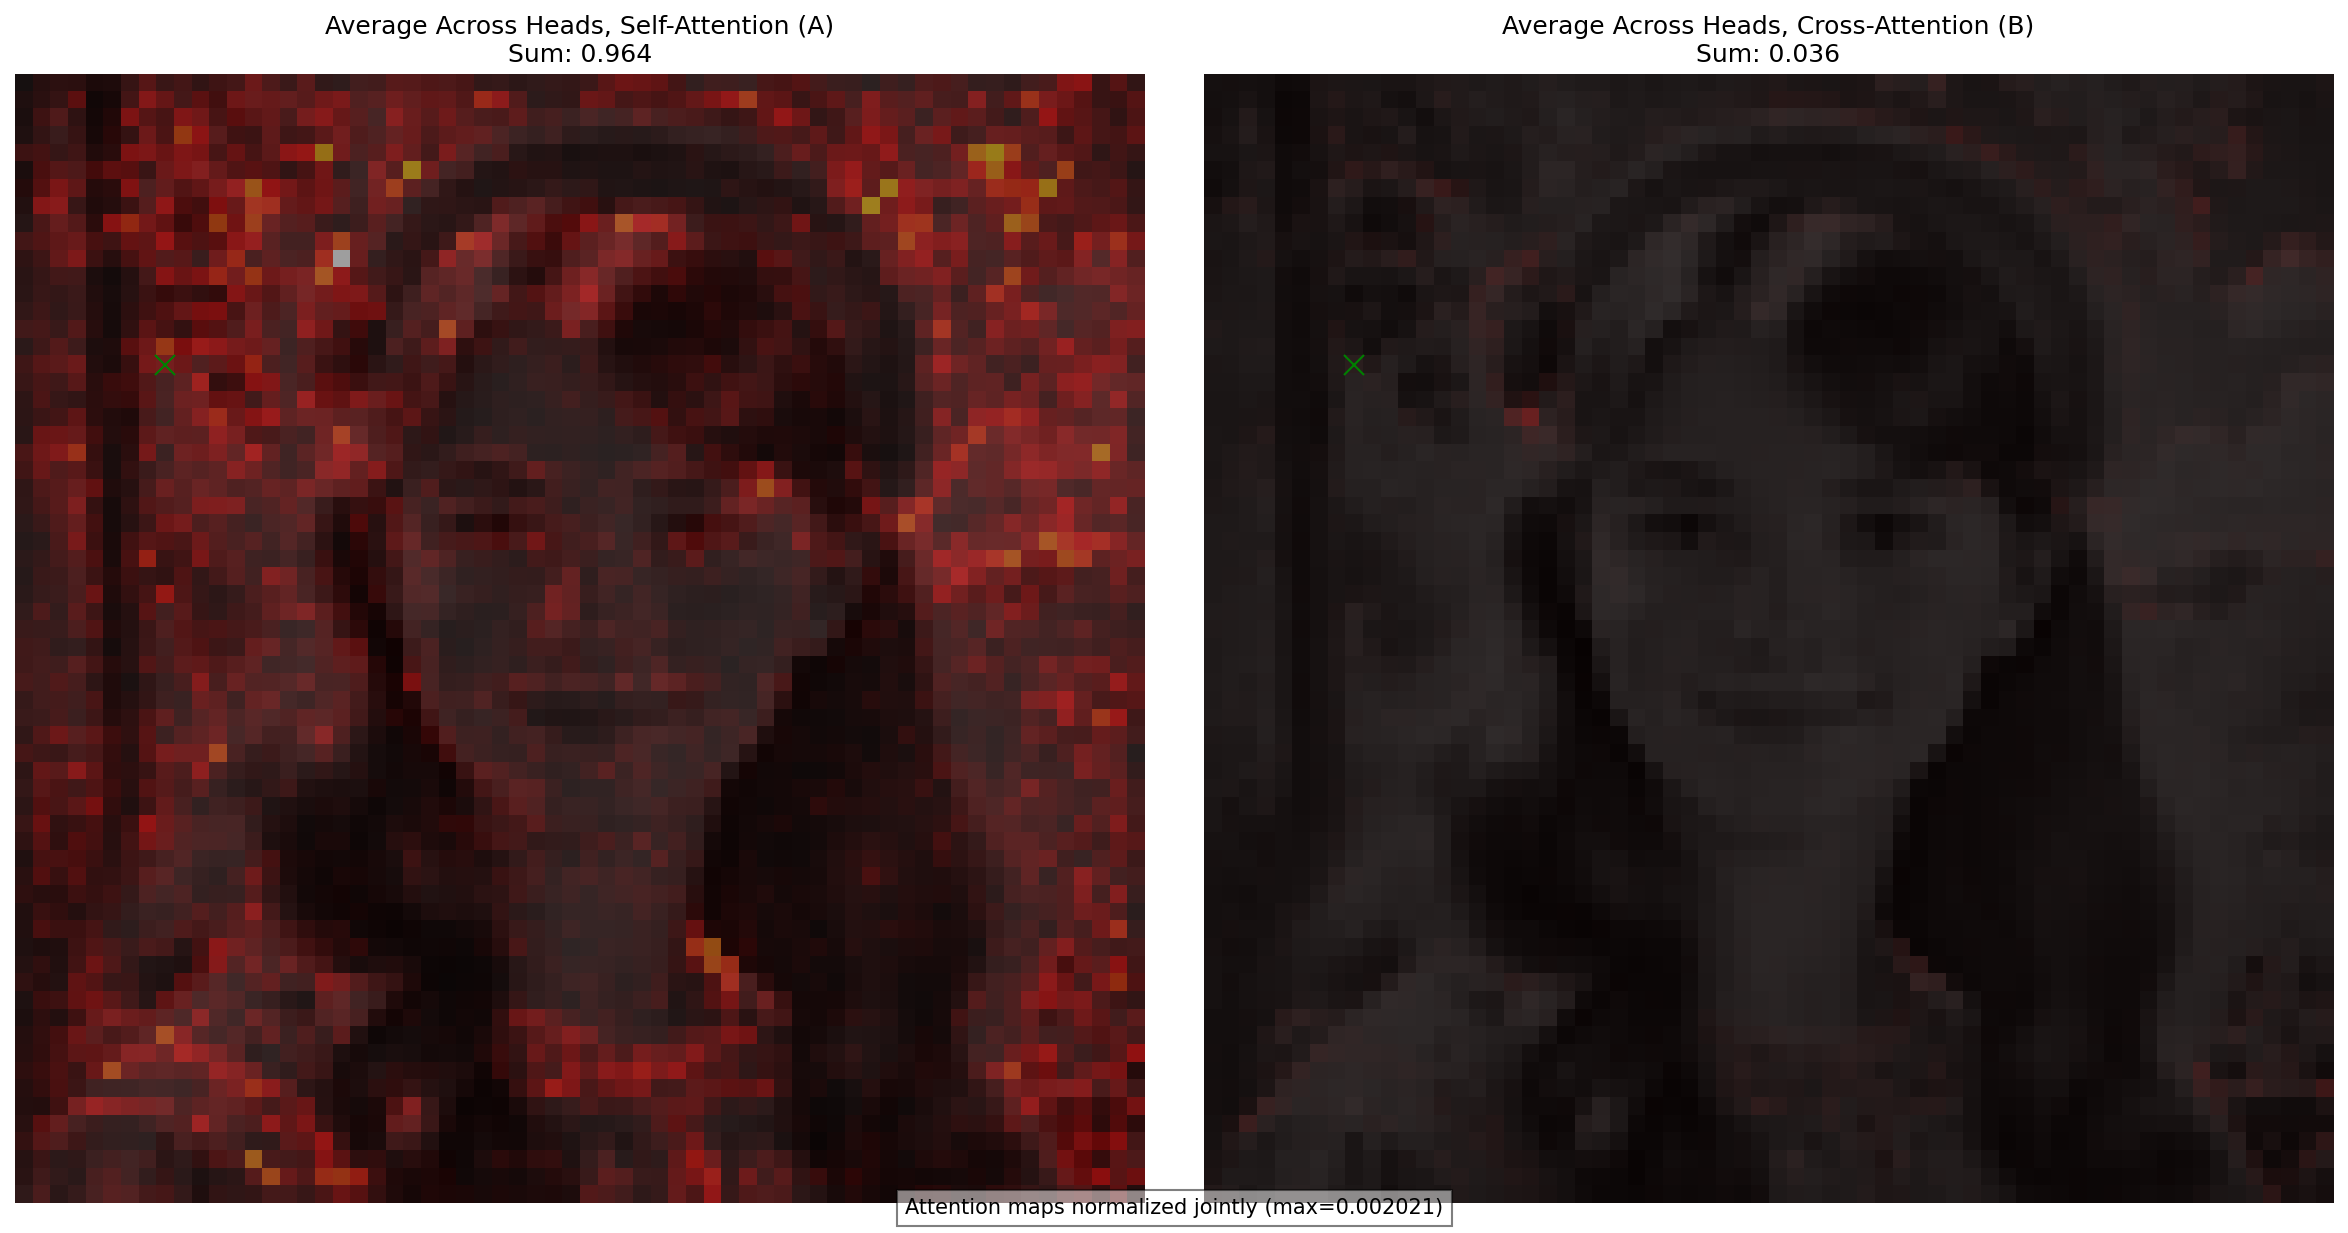 Average Across Heads, Self-Attention (A)
Sum: 0.964
Average Across Heads, Cross-Attention (B)
Sum: 0.036
Attention maps normalized jointly (max=0.002021)